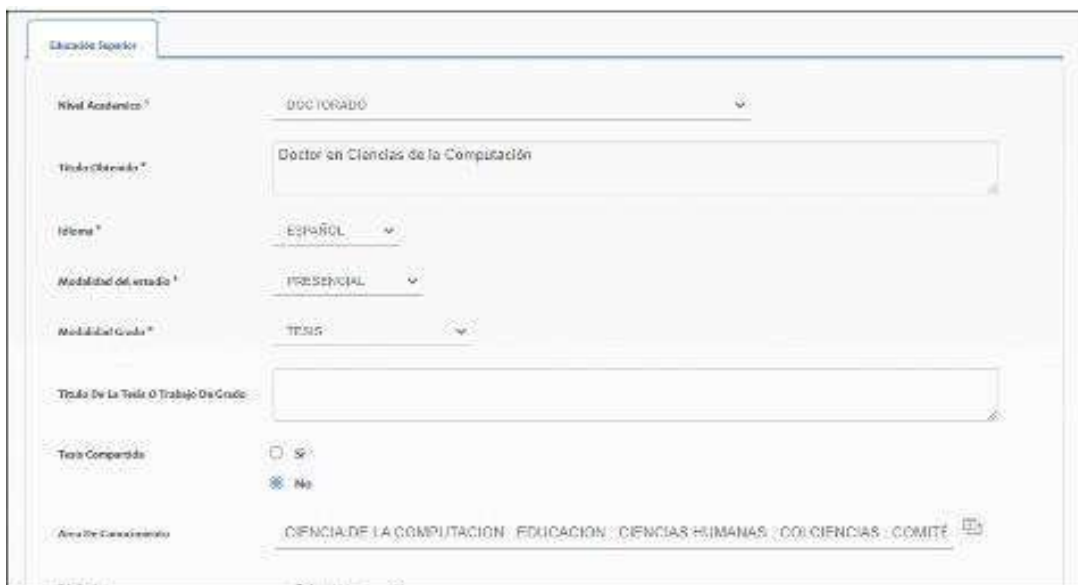 Educación Superior
Nivel Academico *
DOCTORADO
Titulo Obtenido *
Doctor en Ciencias de la Computación
Idioma *
ESPAÑOL
Modalidad del estudio *
PRESENCIAL
Modalidad Grado *
TESIS
Titulo De La Tesis O Trabajo De Grado
Tesis Compartida
Si
No
Area De Conocimiento
CIENCIA DE LA COMPUTACION : EDUCACION : CIENCIAS HUMANAS : COLCIENCIAS : COMITÉ